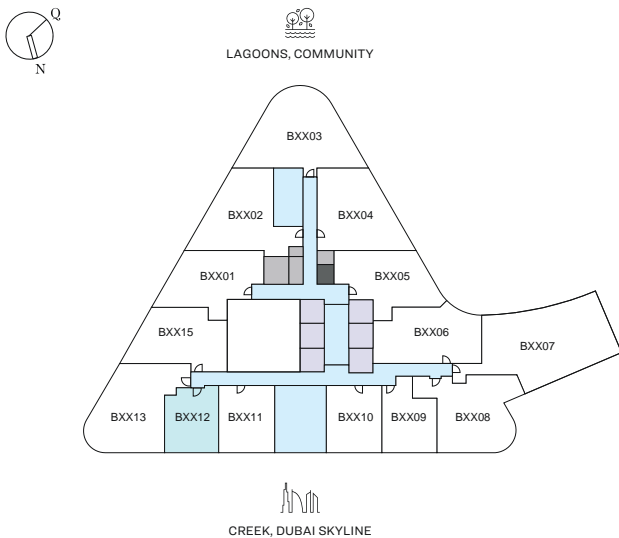 Q
N
LAGOONS, COMMUNITY
BXX03
BXX02 BXX04
BXX01 BXX05
BXX15 BXX06 BXX07
BXX13 BXX12 BXX11 BXX10 BXX09 BXX08
CREEK, DUBAI SKYLINE